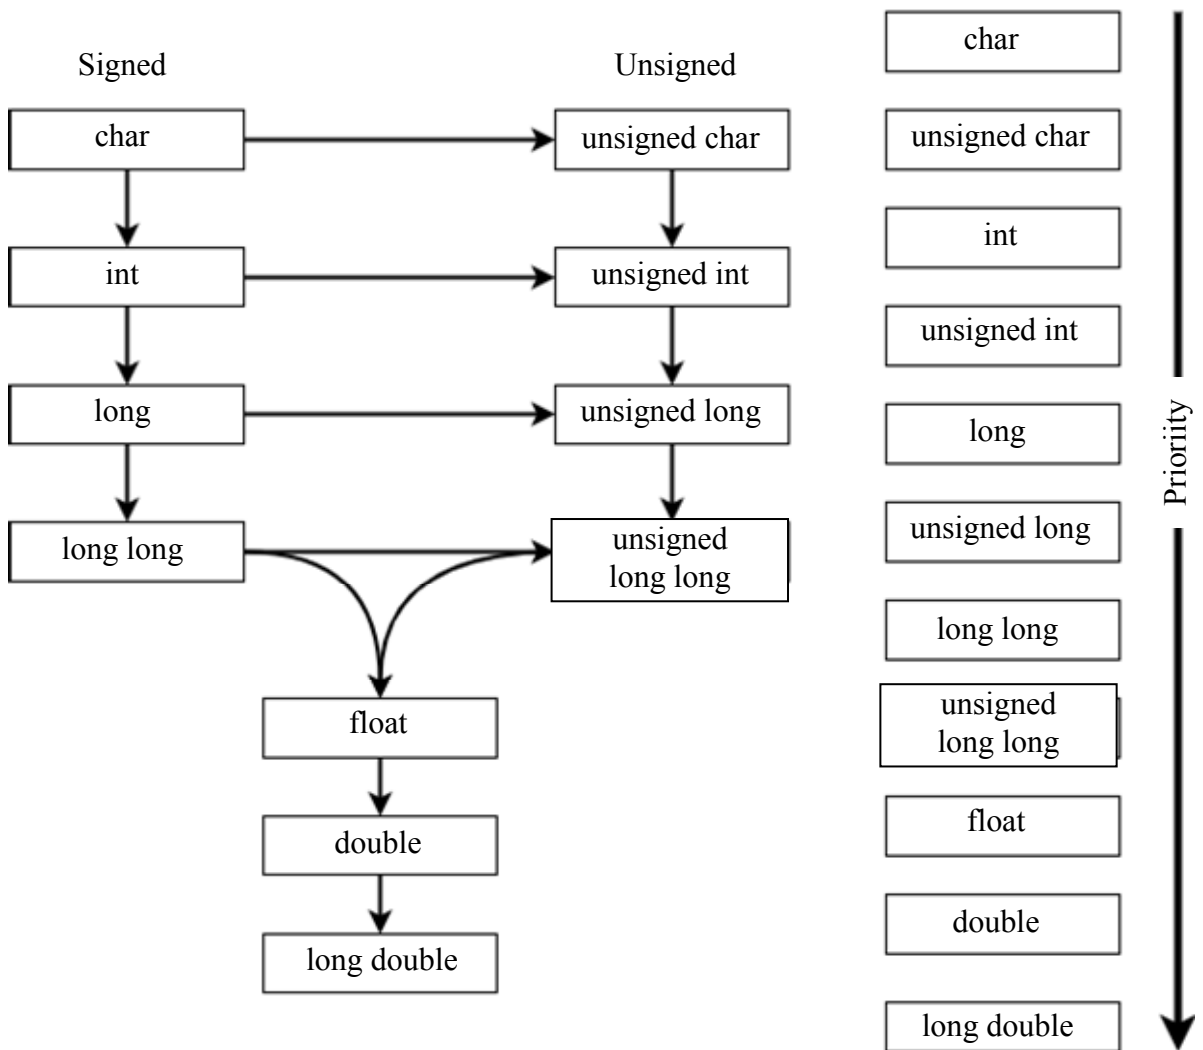 Signed
Unsigned
char
unsigned char
int
unsigned int
long
unsigned long
long long
unsigned
long long
float
double
long double
char
unsigned char
int
unsigned int
long
unsigned long
long long
unsigned
long long
float
double
long double
Prioriity